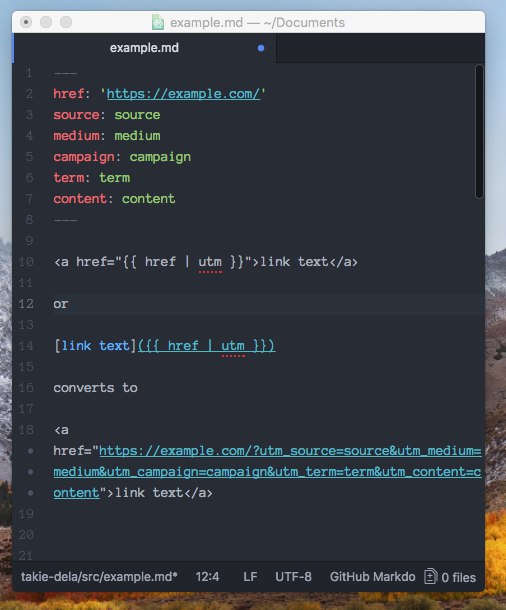 example.md — ~/Documents
example.md
1 ---
2 href: 'https://example.com/'
3 source: source
4 medium: medium
5 campaign: campaign
6 term: term
7 content: content
8 ---
9
10 <a href="{{ href | utm }}">link text</a>
11
12 or
13
14 [link text]({{ href | utm }})
15
16 converts to
17
18 <a
• href="https://example.com/?utm_source=source&utm_medium=
• medium&utm_campaign=campaign&utm_term=term&utm_content=c
• ontent">link text</a>
19
20
21
takie-dela/src/example.md* 12:4 LF UTF-8 GitHub Markdo 0 files